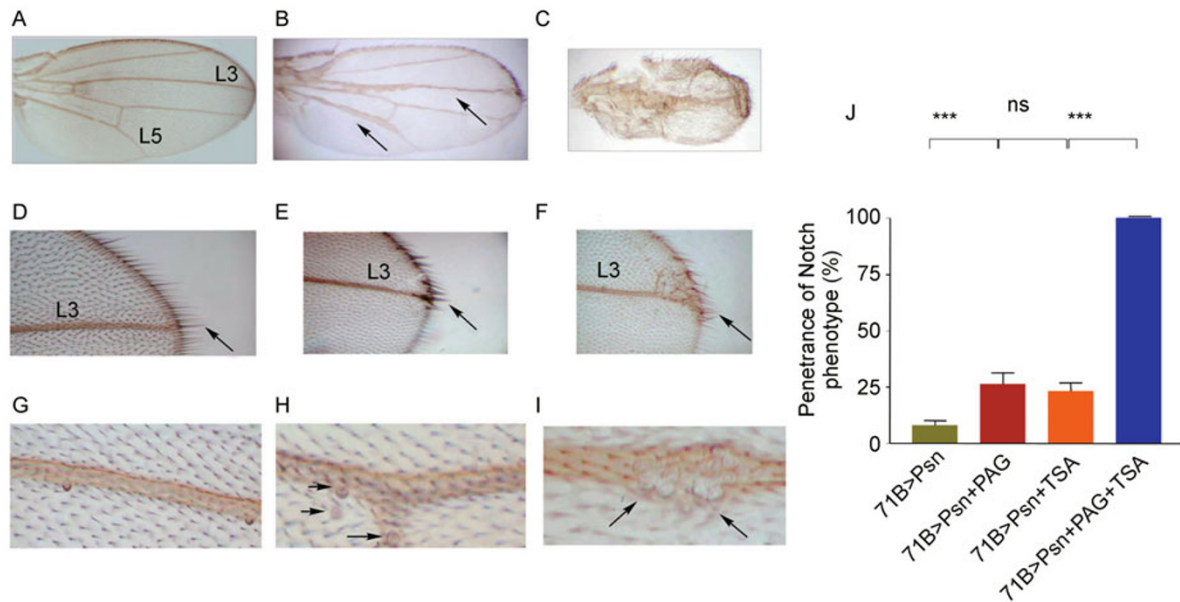 A
B
C
L3
L5
D
E
F
L3
L3
L3
G
H
I
J
***
ns
***
Penetrance of Notch
phenotype (%)
100
75
50
25
0
71B>Psn
71B>Psn+PAG
71B>Psn+TSA
71B>Psn+PAG+TSA